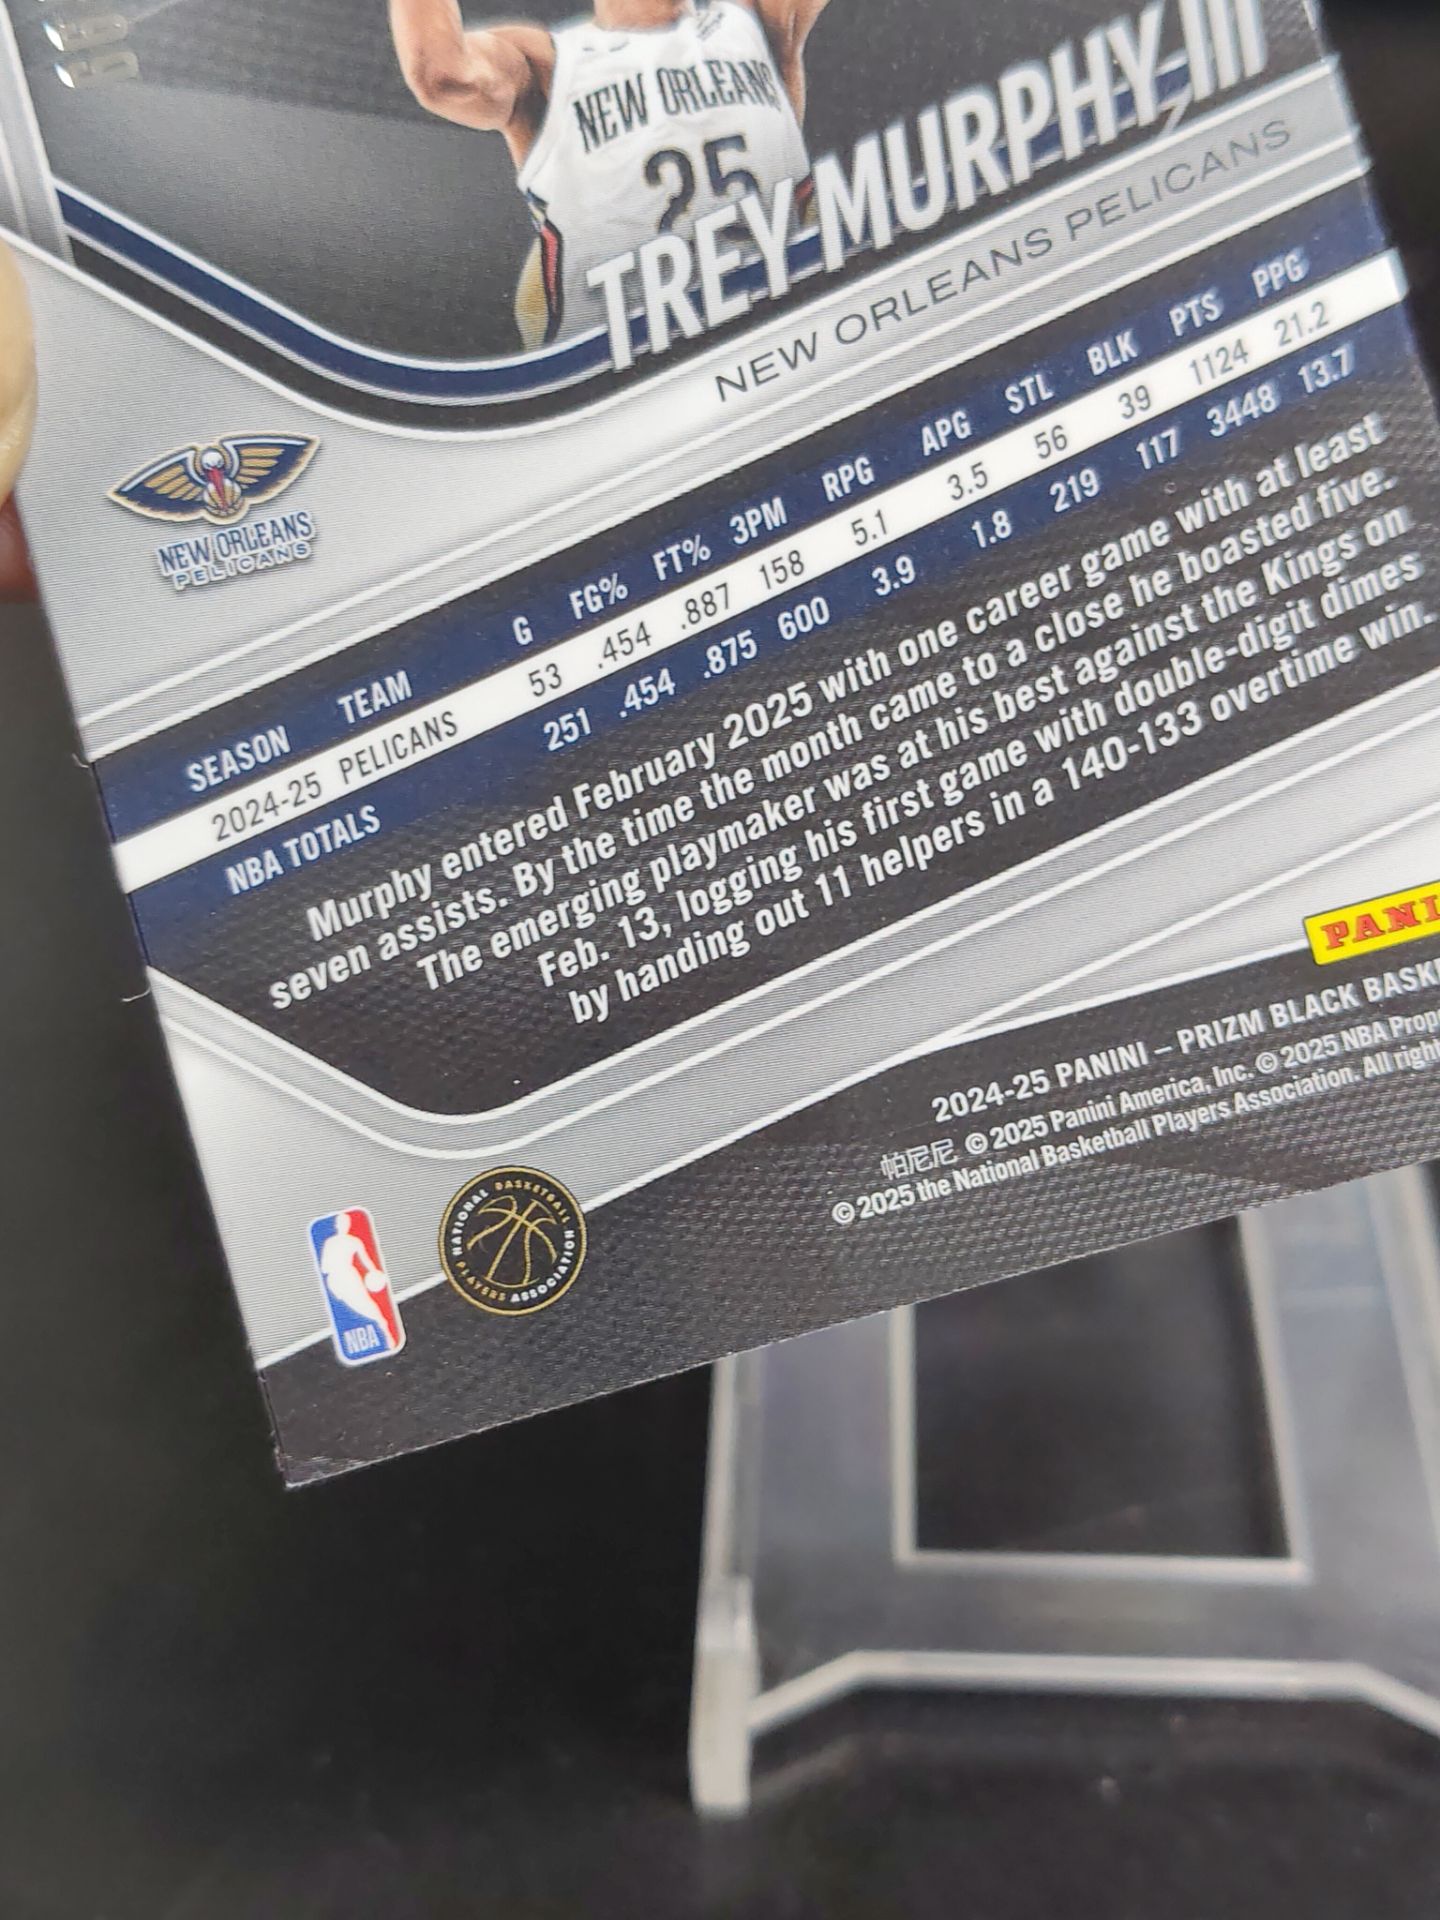 NEW ORLEANS
25
TREY MURPHY III
NEW ORLEANS PELICANS
NEW ORLEANS
PELICANS
SEASON TEAM G FG% FT% 3PM RPG APG STL BLK PTS PPG
2024-25 PELICANS 53 .454 .887 158 5.1 3.5 56 39 1124 21.2
NBA TOTALS 251 .454 .875 600 3.9 1.8 219 117 3448 13.7
Murphy entered February 2025 with one career game with at least
seven assists. By the time the month came to a close he boasted five.
The emerging playmaker was at his best against the Kings on
Feb. 13, logging his first game with double-digit dimes
by handing out 11 helpers in a 140-133 overtime win.
PANI
2024-25 PANINI – PRIZM BLACK BASKE
帕尼尼 © 2025 Panini America, Inc. © 2025 NBA Prop
© 2025 the National Basketball Players Association. All right
NBA
NATIONAL BASKETBALL
PLAYERS ASSOCIATION